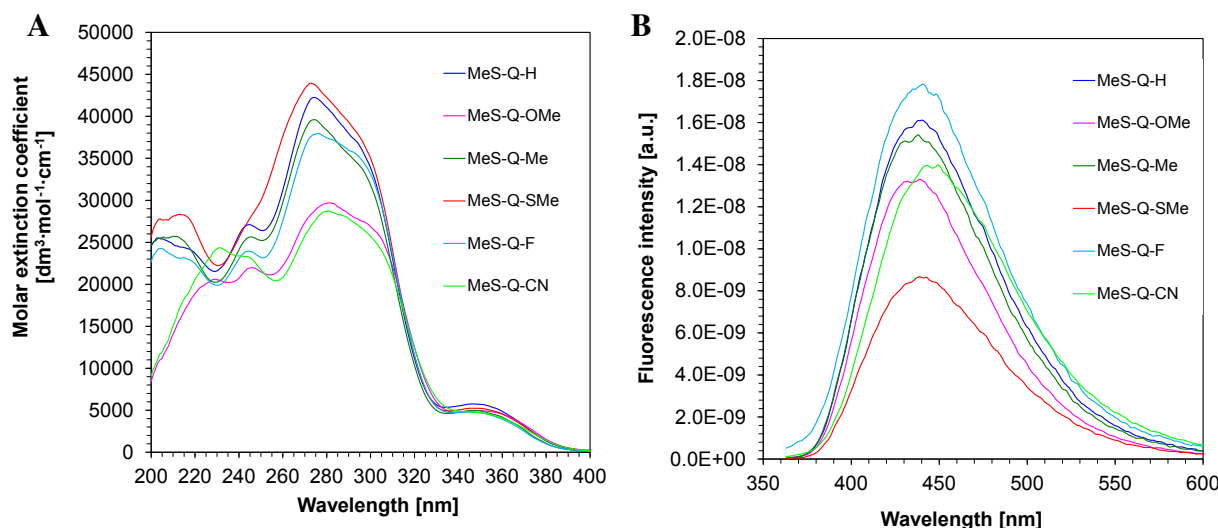 A
Molar extinction coefficient
[dm³·mol⁻¹·cm⁻¹]
50000
45000
40000
35000
30000
25000
20000
15000
10000
5000
0
200 220 240 260 280 300 320 340 360 380 400
Wavelength [nm]
MeS-Q-H
MeS-Q-OMe
MeS-Q-Me
MeS-Q-SMe
MeS-Q-F
MeS-Q-CN
B
Fluorescence intensity [a.u.]
2.0E-08
1.8E-08
1.6E-08
1.4E-08
1.2E-08
1.0E-08
8.0E-09
6.0E-09
4.0E-09
2.0E-09
0.0E+00
350 400 450 500 550 600
Wavelength [nm]
MeS-Q-H
MeS-Q-OMe
MeS-Q-Me
MeS-Q-SMe
MeS-Q-F
MeS-Q-CN